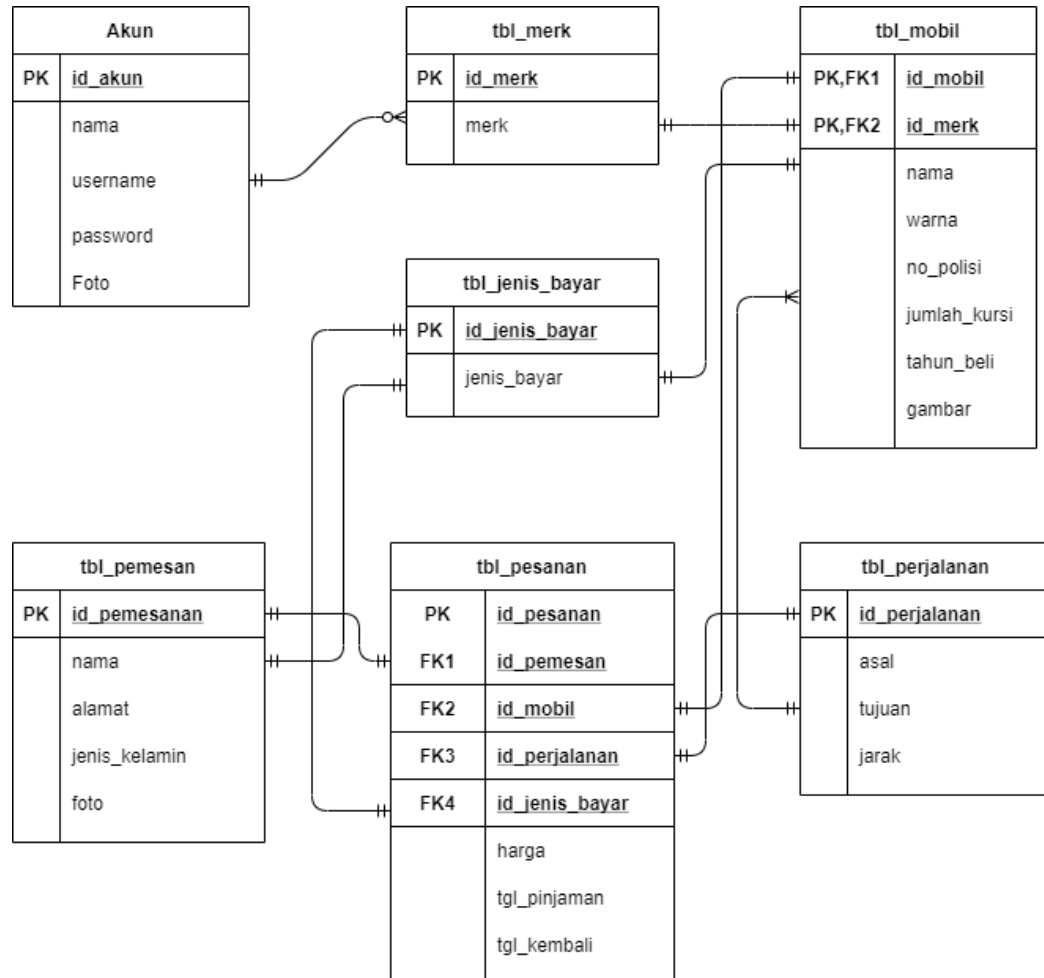 Akun
PK id_akun
nama
username
password
Foto
tbl_merk
PK id_merk
merk
tbl_mobil
PK,FK1 id_mobil
PK,FK2 id_merk
nama
warna
no_polisi
jumlah_kursi
tahun_beli
gambar
tbl_jenis_bayar
PK id_jenis_bayar
jenis_bayar
tbl_pemesan
PK id_pemesanan
nama
alamat
jenis_kelamin
foto
tbl_pesanan
PK id_pesanan
FK1 id_pemesan
FK2 id_mobil
FK3 id_perjalanan
FK4 id_jenis_bayar
harga
tgl_pinjaman
tgl_kembali
tbl_perjalanan
PK id_perjalanan
asal
tujuan
jarak